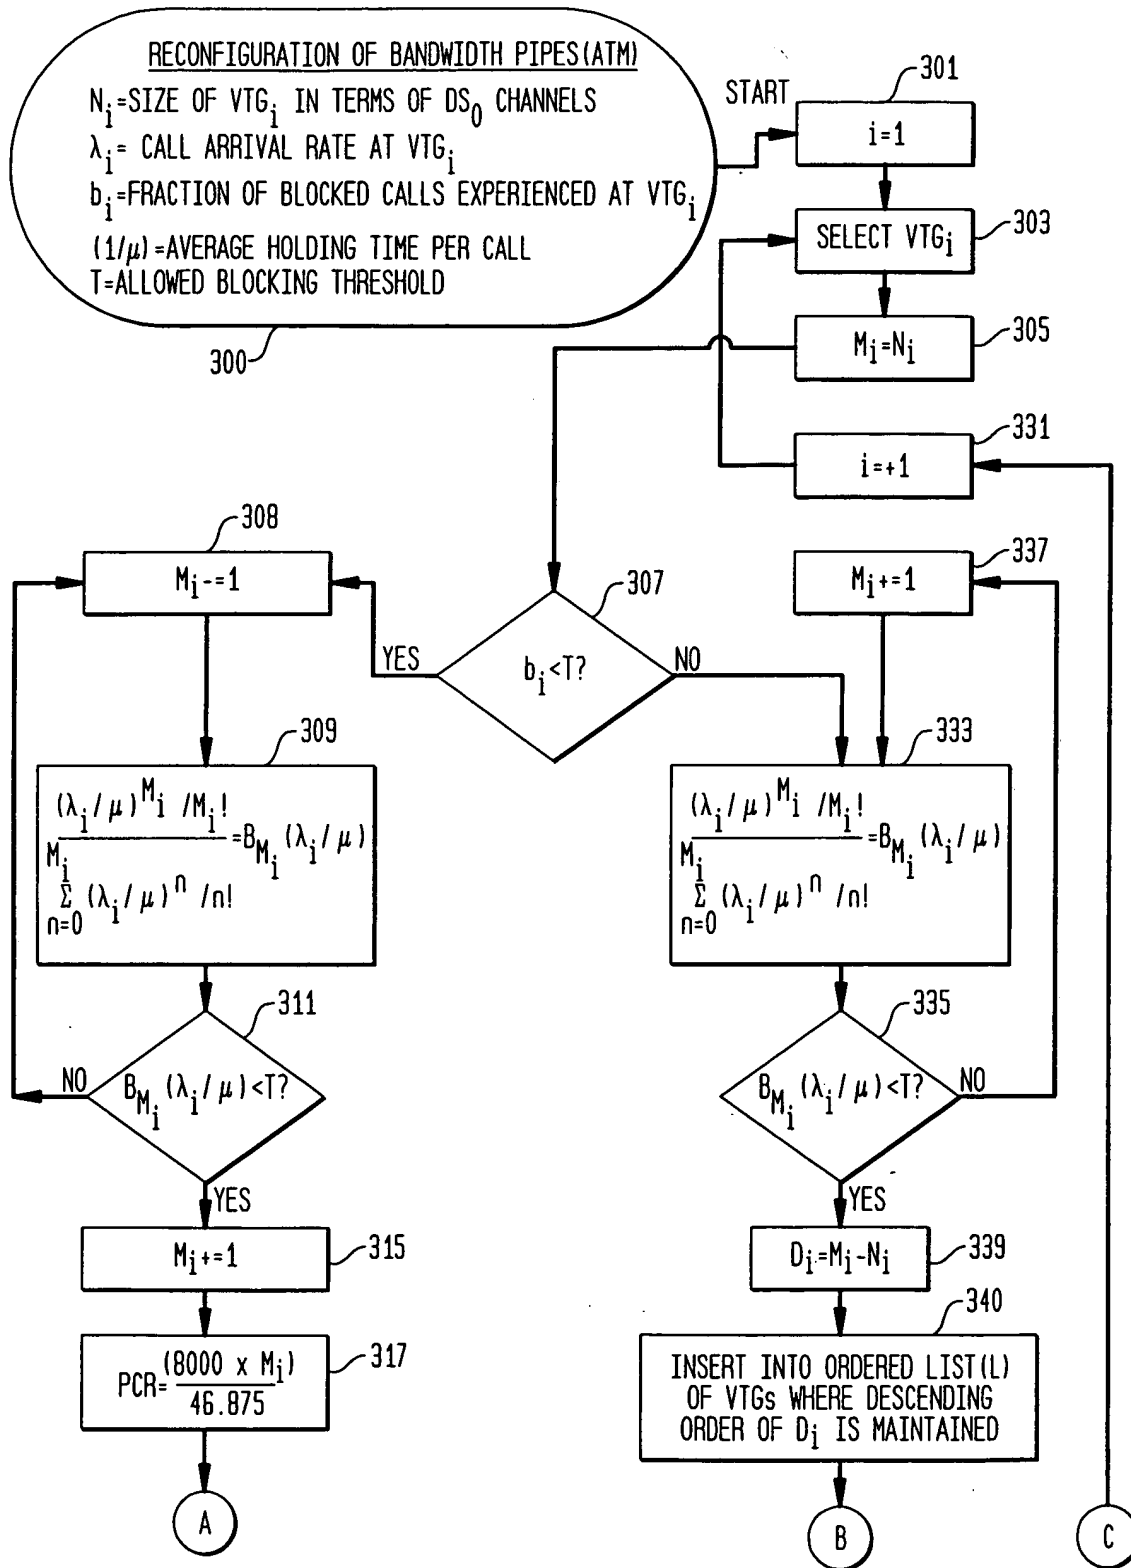 RECONFIGURATION OF BANDWIDTH PIPES(ATM)
Ni=SIZE OF VTGi IN TERMS OF DS0 CHANNELS
λi= CALL ARRIVAL RATE AT VTGi
bi=FRACTION OF BLOCKED CALLS EXPERIENCED AT VTGi
(1/μ)=AVERAGE HOLDING TIME PER CALL
T=ALLOWED BLOCKING THRESHOLD
300
START
301
i=1
303
SELECT VTGi
305
Mi=Ni
331
i=+1
308
Mi-=1
337
Mi+=1
307
bi<T?
YES
NO
309
(λi/μ)Mi /Mi!
=BMi(λi/μ)
Mi
Σ (λi/μ)n /n!
n=0
333
(λi/μ)Mi /Mi!
=BMi(λi/μ)
Mi
Σ (λi/μ)n /n!
n=0
311
BMi(λi/μ)<T?
NO
YES
335
BMi(λi/μ)<T?
NO
YES
315
Mi+=1
339
Di=Mi-Ni
317
PCR=(8000 x Mi)
46.875
340
INSERT INTO ORDERED LIST(L)
OF VTGs WHERE DESCENDING
ORDER OF Di IS MAINTAINED
A
B
C